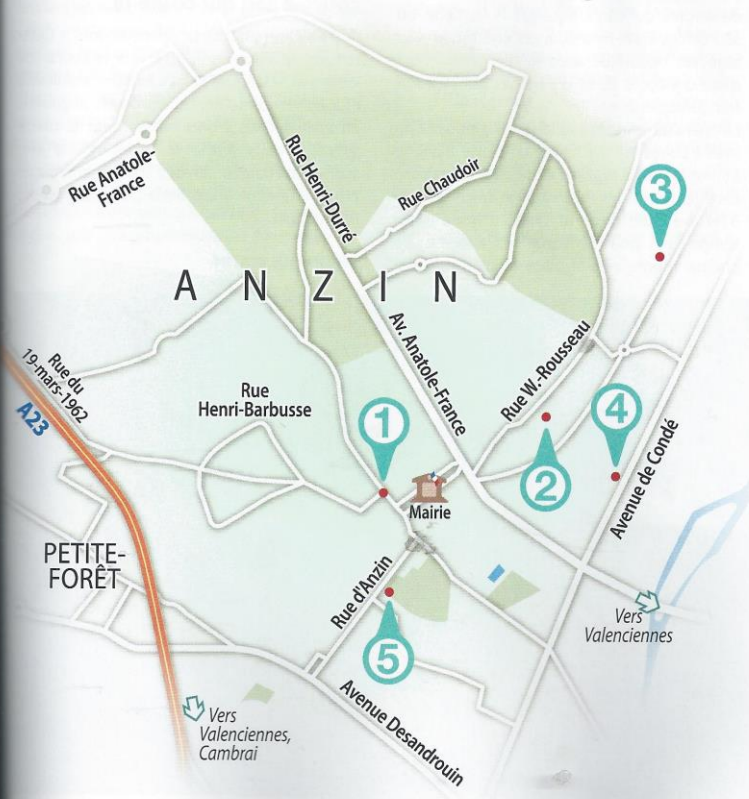 Rue Anatole-
France
Rue Henri-Durré
Rue Chaudoir
3
ANZIN
Rue du
19-mars-1962
A23
Rue
Henri-Barbusse
Av. Anatole-France
Rue W.-Rousseau
1
4
2
Mairie
Avenue de Condé
PETITE-
FORÊT
Rue d'Anzin
Vers
Valenciennes
5
Vers
Valenciennes,
Cambrai
Avenue Desandrouin